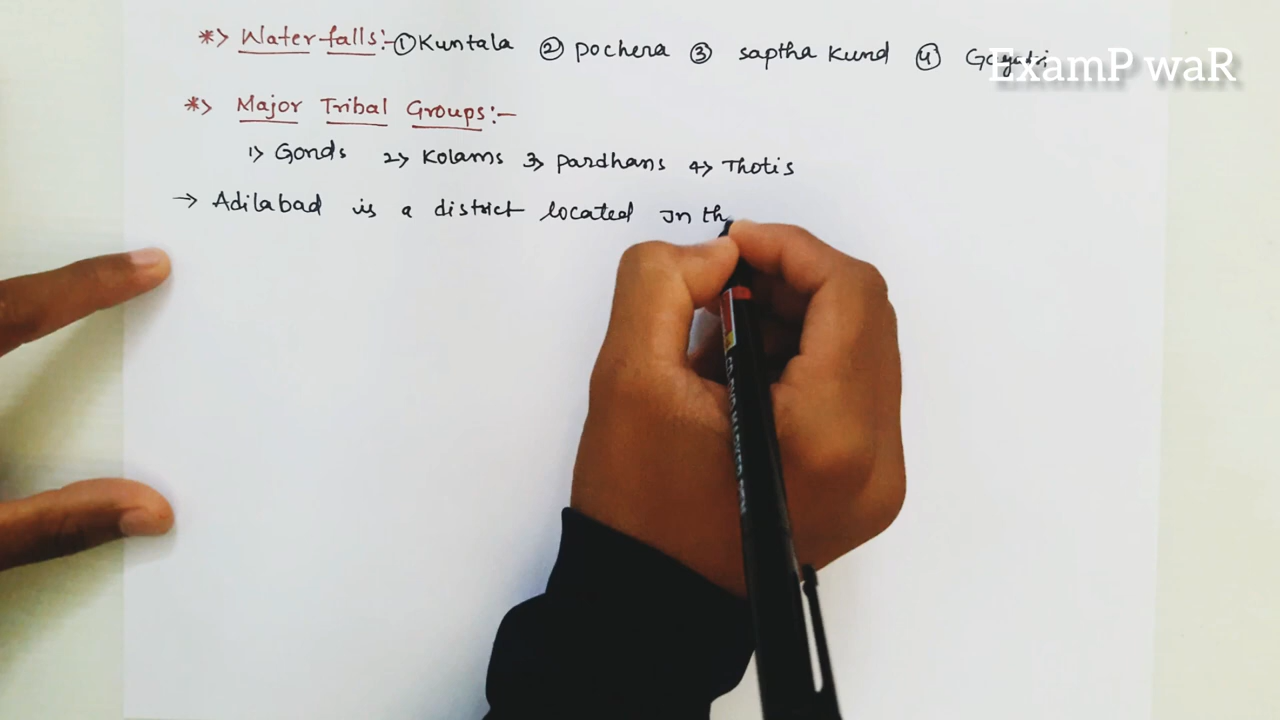 *> Water falls:- ① Kuntala ② pochera ③ saptha Kund ④ Gayatri
ExamP waR
*> Major Tribal Groups:-
1> Gonds 2> Kolams 3> pardhans 4> Thotis
→ Adilabad is a district located In th